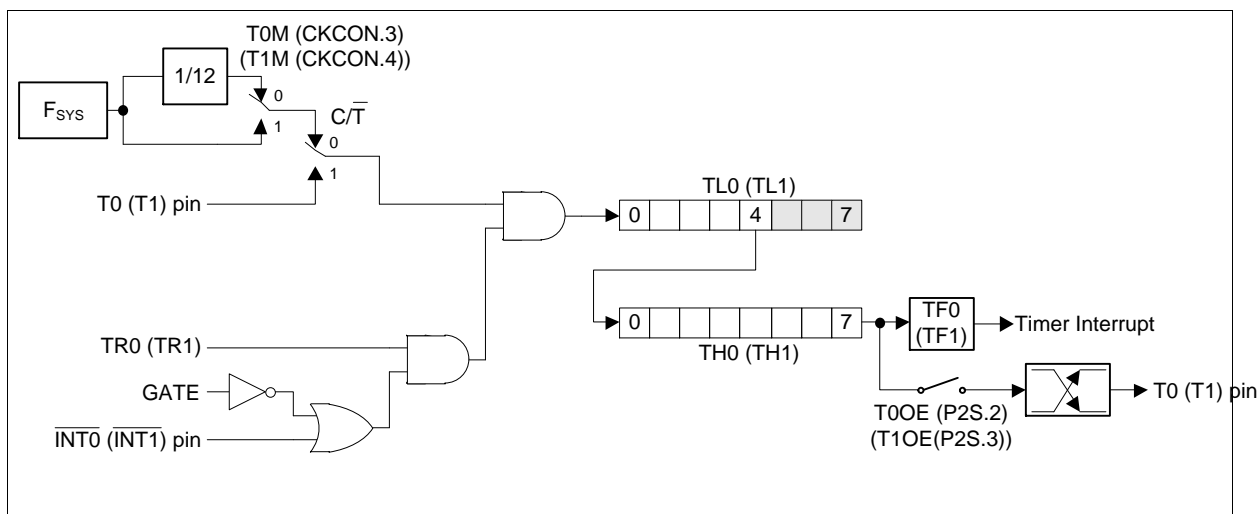 T0M (CKCON.3)
(T1M (CKCON.4))
1/12
FSYS
0
1
C/T̅
0
1
T0 (T1) pin
TL0 (TL1)
0 4 7
0 7
TH0 (TH1)
TF0
(TF1)
Timer Interrupt
TR0 (TR1)
GATE
I̅N̅T̅0̅ (I̅N̅T̅1̅) pin
T0OE (P2S.2)
(T1OE(P2S.3))
T0 (T1) pin